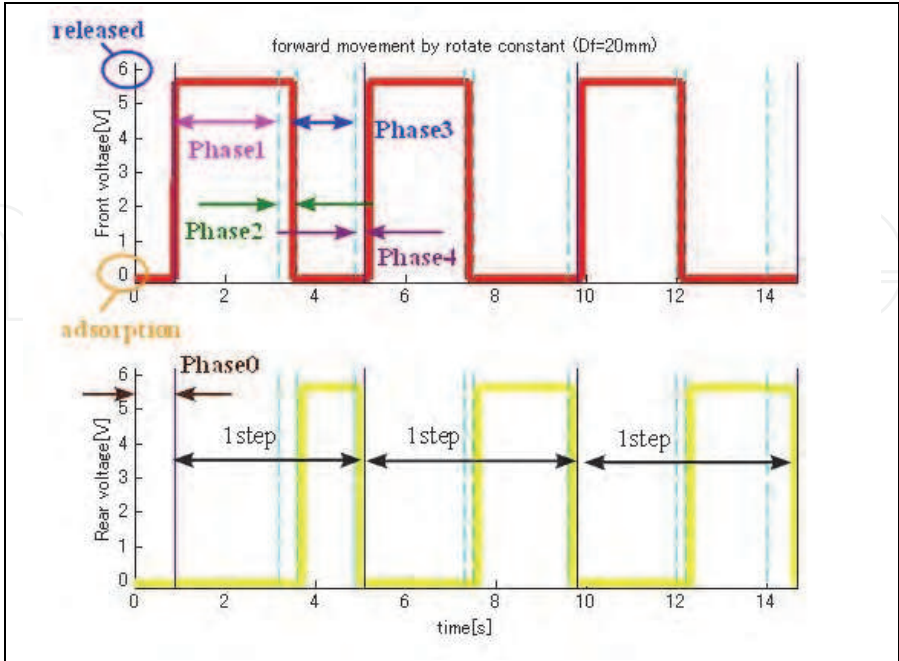 released
forward movement by rotate constant (Df=20mm)
Front voltage[V]
6
5
4
3
2
1
0
Phase1
Phase3
Phase2
Phase4
0 2 4 6 8 10 12 14
adsorption
Phase0
Rear voltage[V]
6
5
4
3
2
1
0
1step 1step 1step
0 2 4 6 8 10 12 14
time[s]